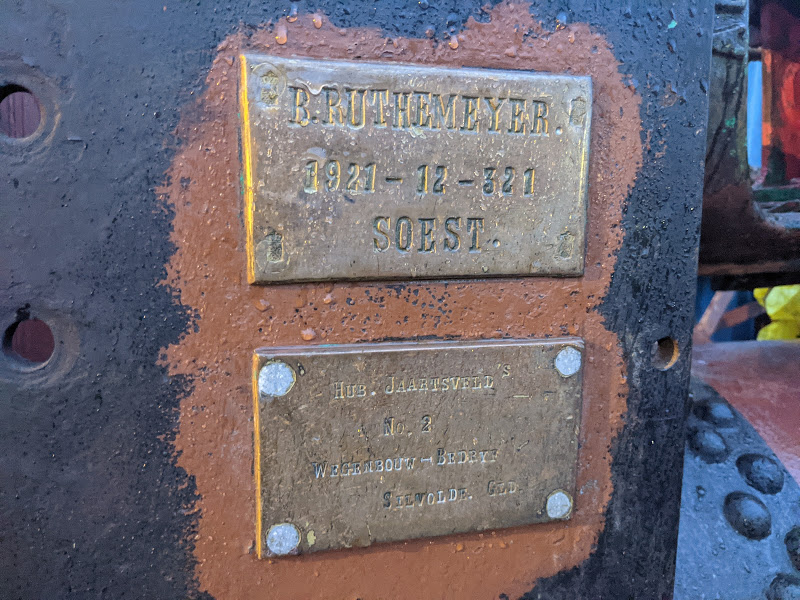 B. RUTHEMEYER.
1921-12-321
SOEST.
HUB. JAARTSVELD'S
No. 2
WEGENBOUW-BEDRYF
SILVOLDE. GLD.